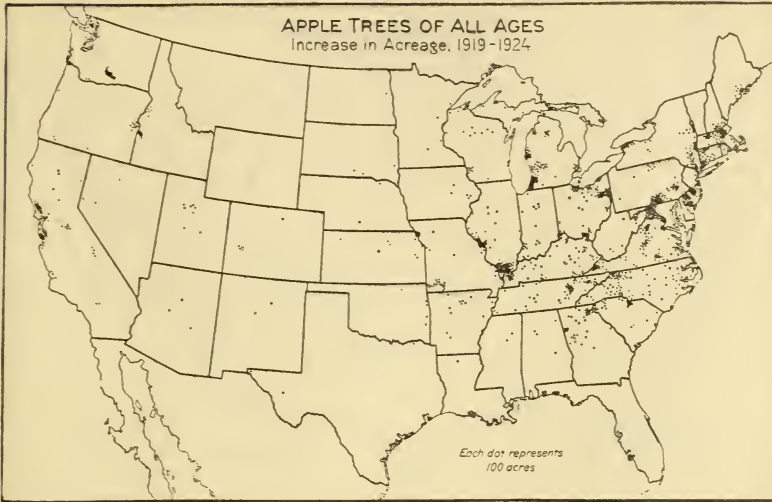 APPLE TREES OF ALL AGES
Increase in Acreage, 1919-1924
Each dot represents
100 acres